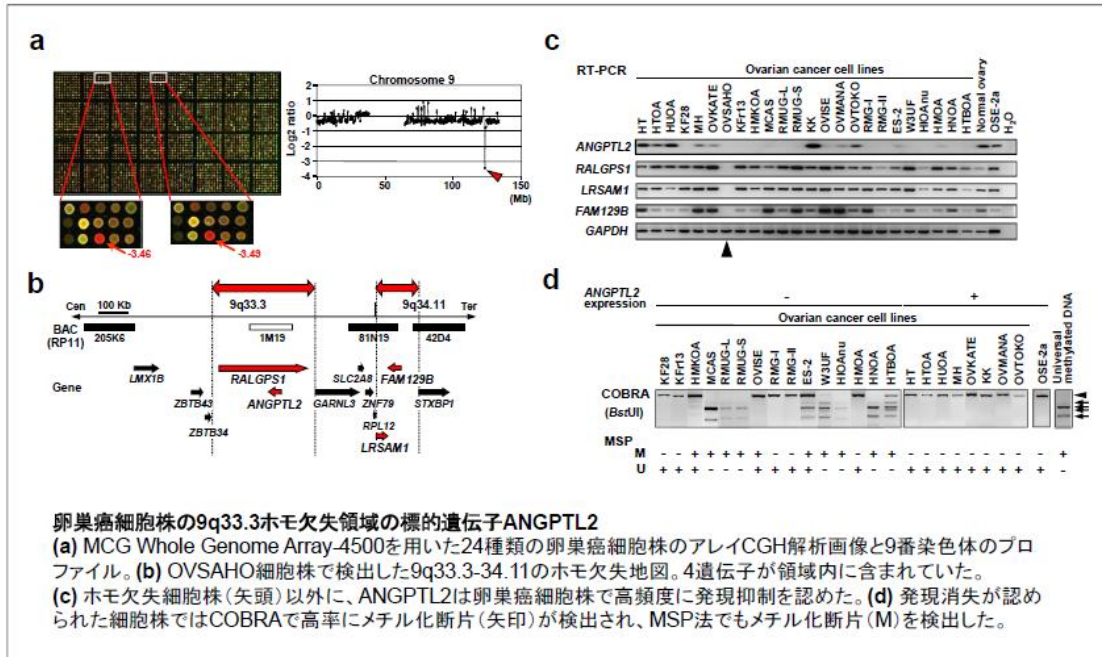 a
Chromosome 9
Log2 ratio
2
1
0
-1
-2
-3
-4
0
50
100
150
(Mb)
-3.46
-3.49
b
Cen
100 Kb
9q33.3
9q34.11
Ter
BAC
(RP11)
205K6
1M19
81N19
42D4
Gene
LMX1B
RALGPS1
SLC2A8
FAM129B
ZBTB43
ANGPTL2
GARNL3
ZNF79
STXBP1
ZBTB34
RPL12
LRSAM1
c
RT-PCR
Ovarian cancer cell lines
HT
HTOA
HUOA
KF28
MH
OVKATE
OVSAHO
KFr13
HMKOA
MCAS
RMUG-L
RMUG-S
KK
OVISE
OVMANA
OVTOKO
RMG-I
RMG-II
ES-2
W3UF
HIOAnu
HMOA
HNOA
HTBOA
Normal ovary
OSE-2a
H2O
ANGPTL2
RALGPS1
LRSAM1
FAM129B
GAPDH
d
ANGPTL2
expression
-
+
Ovarian cancer cell lines
KF28
KFr13
HMKOA
MCAS
RMUG-L
RMUG-S
OVISE
RMG-I
RMG-II
ES-2
W3UF
HIOAnu
HMOA
HNOA
HTBOA
HT
HTOA
HUOA
MH
OVKATE
KK
OVMANA
OVTOKO
OSE-2a
Universal
methylated DNA
COBRA
(BstUI)
MSP
M
U
卵巣癌細胞株の9q33.3ホモ欠失領域の標的遺伝子ANGPTL2
(a) MCG Whole Genome Array-4500を用いた24種類の卵巣癌細胞株のアレイCGH解析画像と9番染色体のプロ
ファイル。(b) OVSAHO細胞株で検出した9q33.3-34.11のホモ欠失地図。4遺伝子が領域内に含まれていた。
(c) ホモ欠失細胞株（矢頭）以外に、ANGPTL2は卵巣癌細胞株で高頻度に発現抑制を認めた。(d) 発現消失が認め
られた細胞株ではCOBRAで高率にメチル化断片（矢印）が検出され、MSP法でもメチル化断片（M）を検出した。